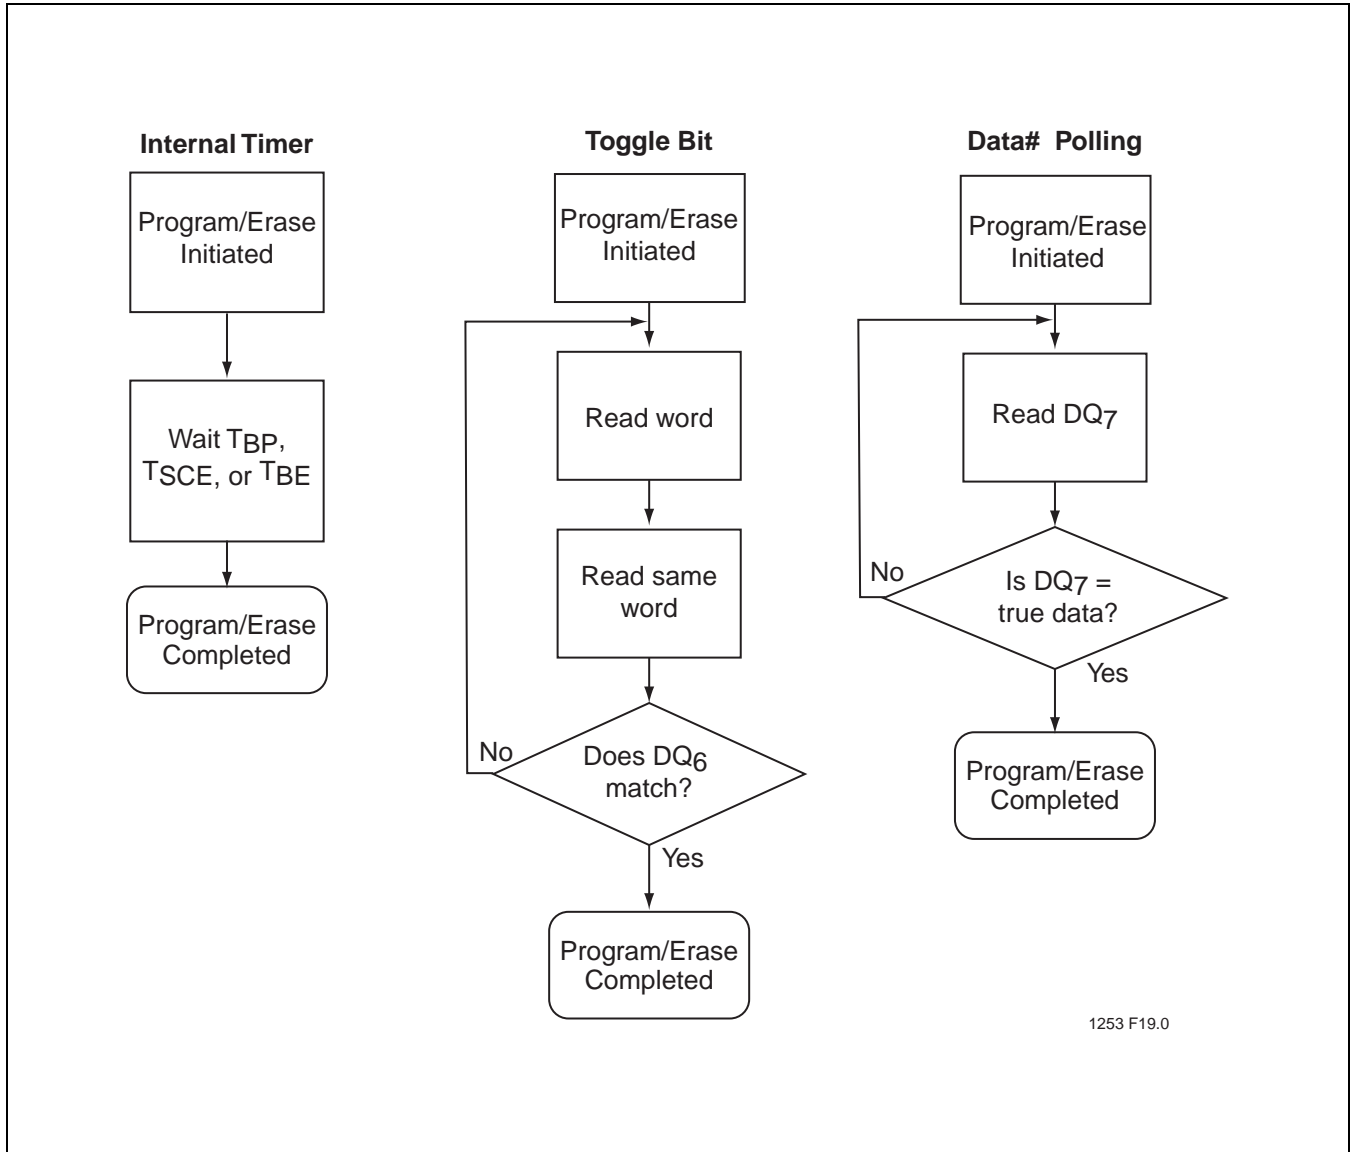 Internal Timer
Program/Erase
Initiated
Wait TBP,
TSCE, or TBE
Program/Erase
Completed
Toggle Bit
Program/Erase
Initiated
Read word
Read same
word
Does DQ6
match?
No
Yes
Program/Erase
Completed
Data# Polling
Program/Erase
Initiated
Read DQ7
Is DQ7 =
true data?
No
Yes
Program/Erase
Completed
1253 F19.0